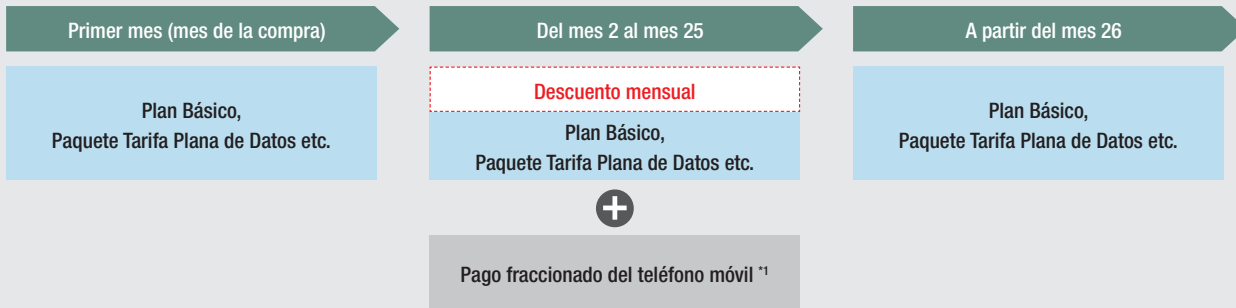 Primer mes (mes de la compra)
Del mes 2 al mes 25
A partir del mes 26
Plan Básico,
Paquete Tarifa Plana de Datos etc.
Descuento mensual
Plan Básico,
Paquete Tarifa Plana de Datos etc.
Plan Básico,
Paquete Tarifa Plana de Datos etc.
Pago fraccionado del teléfono móvil *1